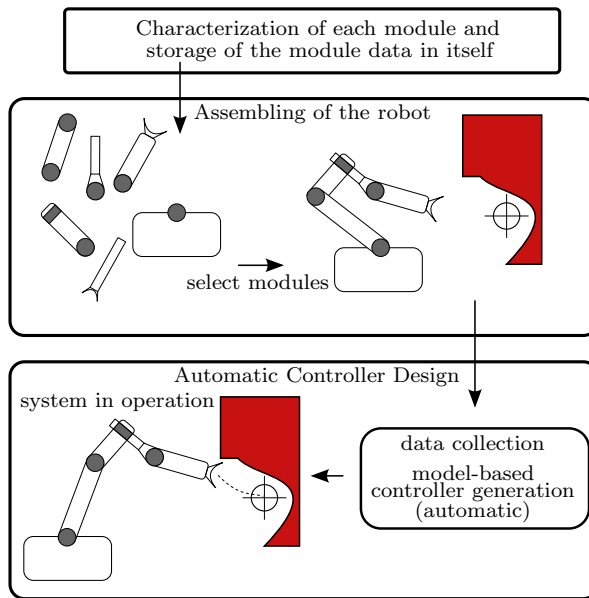 Characterization of each module and
storage of the module data in itself
Assembling of the robot
select modules
Automatic Controller Design
system in operation
data collection
model-based
controller generation
(automatic)